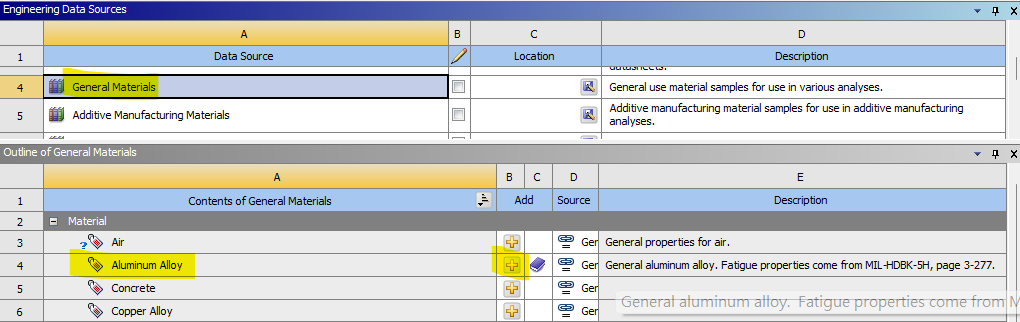 Engineering Data Sources
A B C D
1 Data Source Location Description
datasheets.
4 General Materials General use material samples for use in various analyses.
5 Additive Manufacturing Materials Additive manufacturing material samples for use in additive manufacturing
analyses.
Outline of General Materials
A B C D E
1 Contents of General Materials Add Source Description
2 Material
3 ? Air Ger General properties for air.
4 Aluminum Alloy Ger General aluminum alloy. Fatigue properties come from MIL-HDBK-5H, page 3-277.
5 Concrete Ger
General aluminum alloy. Fatigue properties come from M
6 Copper Alloy Ger